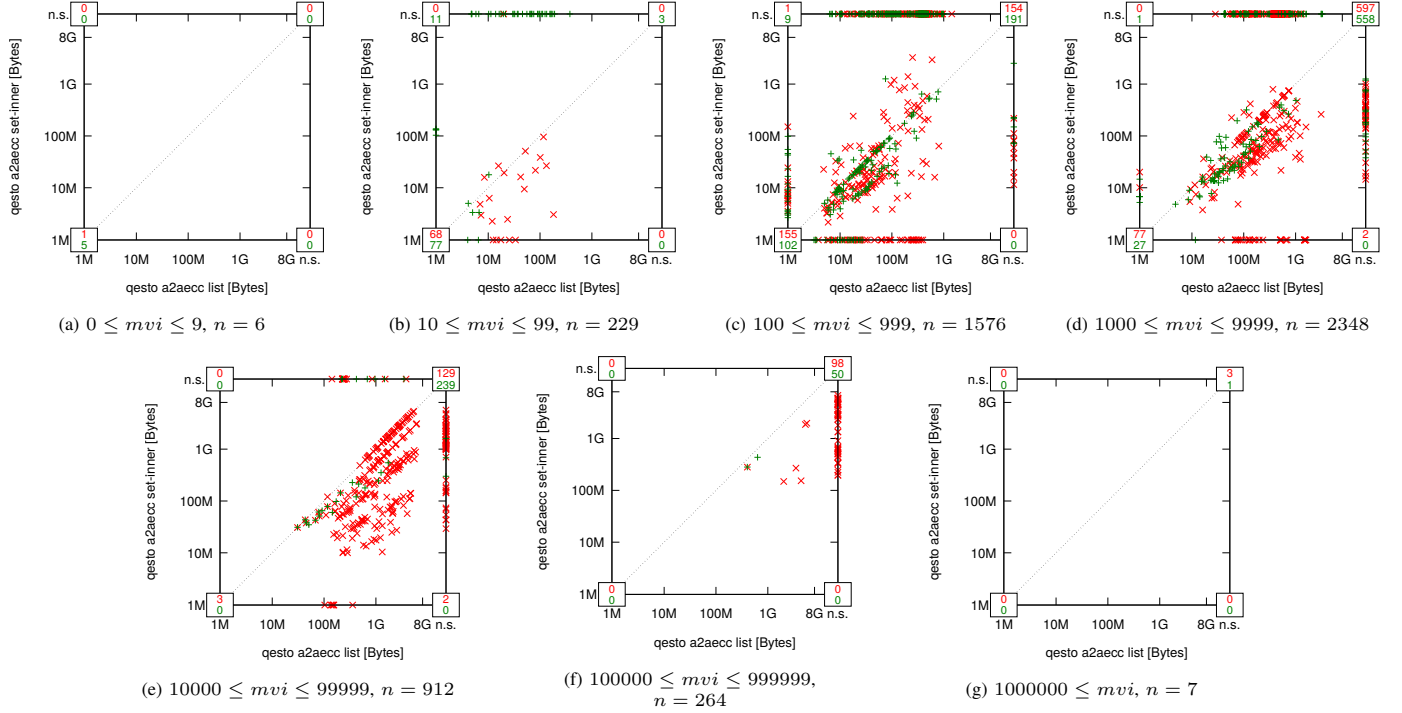 qesto a2aecc set-inner [Bytes]
n.s.
8G
1G
100M
10M
1M
0
0
0
0
1
5
0
0
1M
10M
100M
1G
8G n.s.
qesto a2aecc list [Bytes]
(a) 0 ≤ mvi ≤ 9, n = 6
qesto a2aecc set-inner [Bytes]
n.s.
8G
1G
100M
10M
1M
0
11
0
3
68
77
0
0
1M
10M
100M
1G
8G n.s.
qesto a2aecc list [Bytes]
(b) 10 ≤ mvi ≤ 99, n = 229
qesto a2aecc set-inner [Bytes]
n.s.
8G
1G
100M
10M
1M
1
9
154
191
155
102
0
0
1M
10M
100M
1G
8G n.s.
qesto a2aecc list [Bytes]
(c) 100 ≤ mvi ≤ 999, n = 1576
qesto a2aecc set-inner [Bytes]
n.s.
8G
1G
100M
10M
1M
0
1
597
558
77
27
2
0
1M
10M
100M
1G
8G n.s.
qesto a2aecc list [Bytes]
(d) 1000 ≤ mvi ≤ 9999, n = 2348
qesto a2aecc set-inner [Bytes]
n.s.
8G
1G
100M
10M
1M
0
0
129
239
3
0
2
0
1M
10M
100M
1G
8G n.s.
qesto a2aecc list [Bytes]
(e) 10000 ≤ mvi ≤ 99999, n = 912
qesto a2aecc set-inner [Bytes]
n.s.
8G
1G
100M
10M
1M
0
0
98
50
0
0
0
0
1M
10M
100M
1G
8G n.s.
qesto a2aecc list [Bytes]
(f) 100000 ≤ mvi ≤ 999999,
n = 264
qesto a2aecc set-inner [Bytes]
n.s.
8G
1G
100M
10M
1M
0
0
3
1
0
0
0
0
1M
10M
100M
1G
8G n.s.
qesto a2aecc list [Bytes]
(g) 1000000 ≤ mvi, n = 7